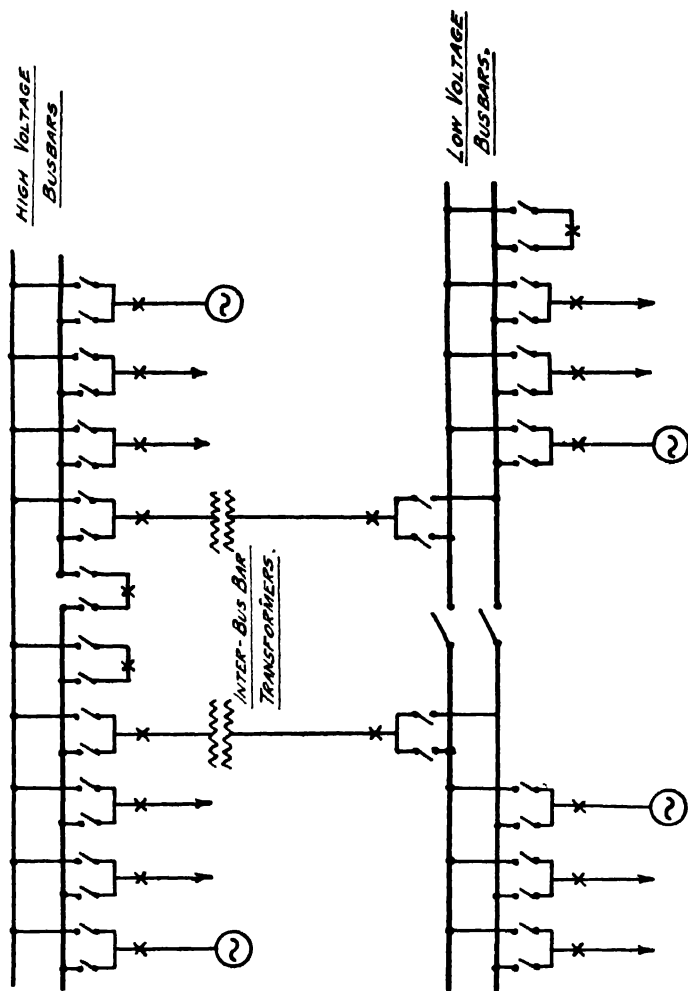 HIGH VOLTAGE
BUSBARS
LOW VOLTAGE
BUSBARS.
INTER-BUS BAR
TRANSFORMERS.